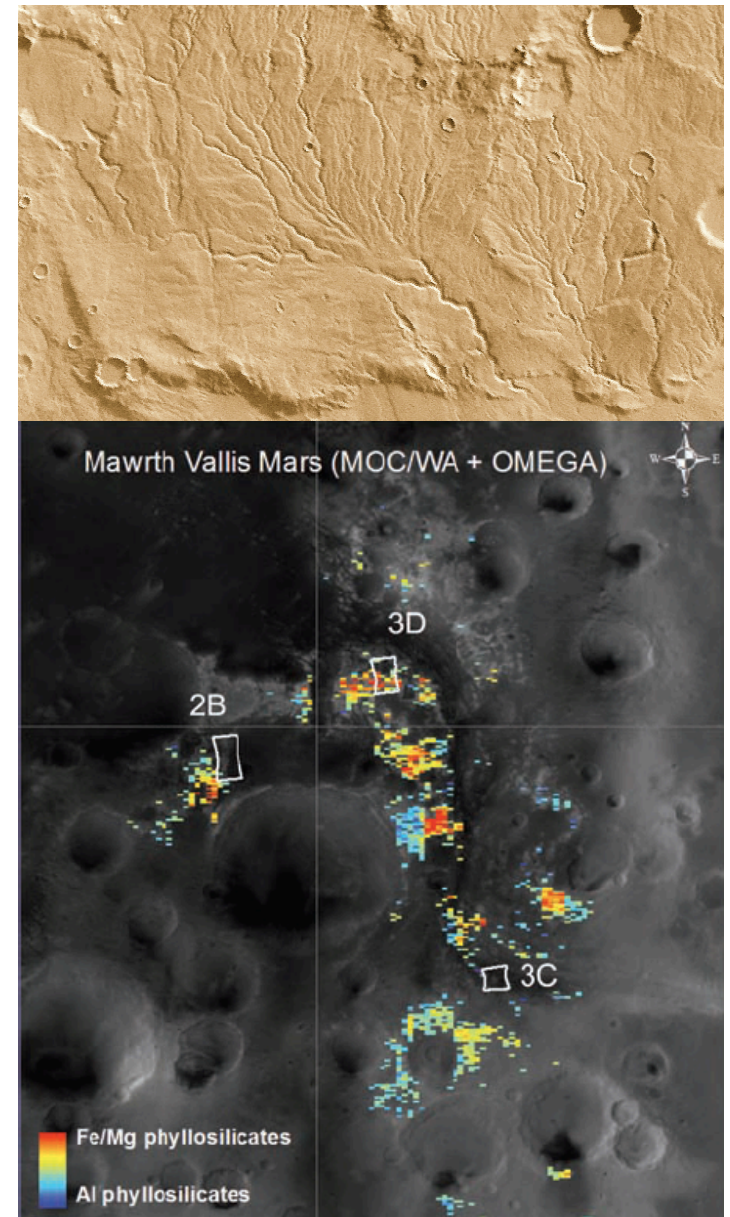 Mawrth Vallis Mars (MOC/WA + OMEGA)
N
W E
S
3D
2B
3C
Fe/Mg phyllosilicates
Al phyllosilicates